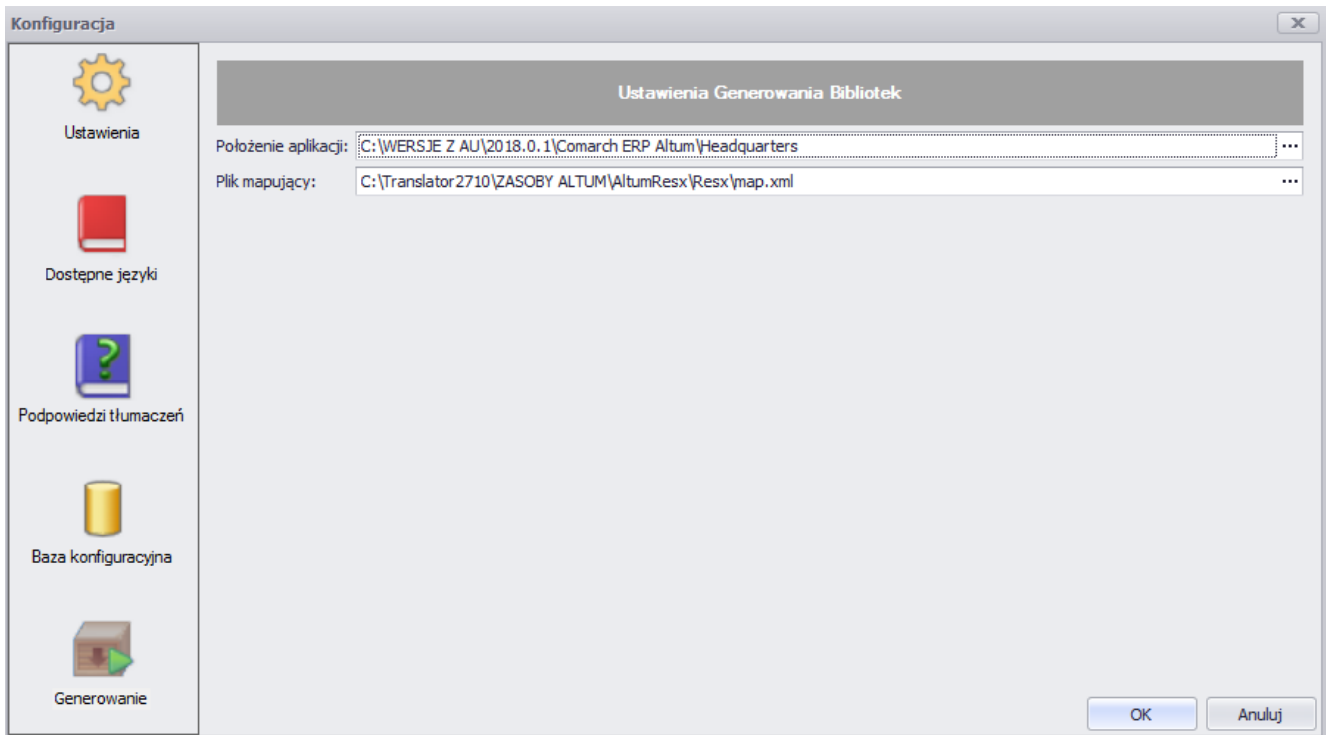 Konfiguracja
Ustawienia
Dostępne języki
Podpowiedzi tłumaczeń
Baza konfiguracyjna
Generowanie
Ustawienia Generowania Bibliotek
Położenie aplikacji: C:\WERSJE Z AU\2018.0.1\Comarch ERP Altum\Headquarters ...
Plik mapujący: C:\Translator2710\ZASOBY ALTUM\AltumResx\Resx\map.xml ...
OK Anuluj